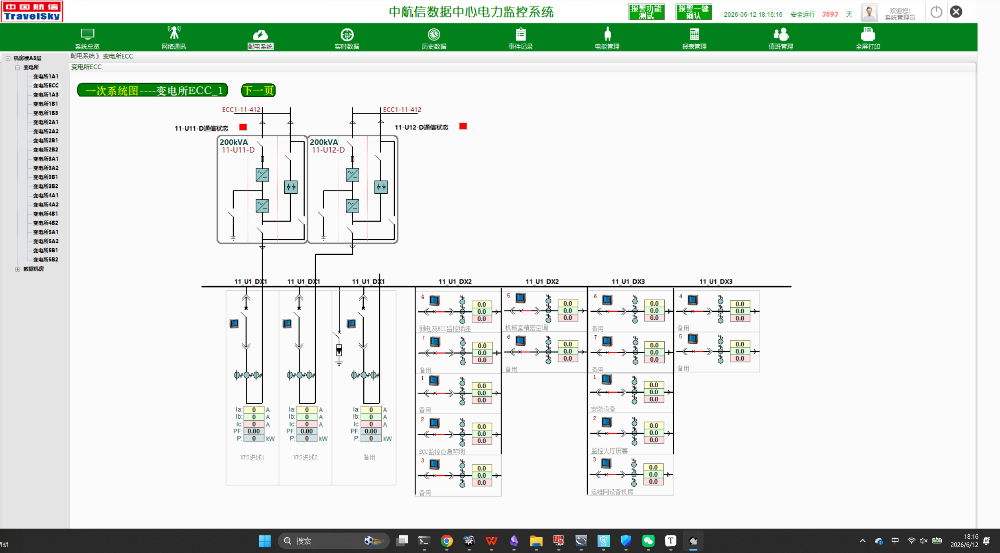 中国航信
TravelSky
中航信数据中心电力监控系统
报警功能
测试
报警一键
确认
2026-06-12 18:16:16 安全运行 3693 天
欢迎您!
系统管理员
系统总览 网络通讯 配电系统 实时数据 历史数据 事件记录 电能管理 报表管理 值班管理 全屏打印
配电系统》 变电所ECC
变电所ECC
机房楼A3层
变电所
变电所1A1
变电所ECC
变电所1A3
变电所1B1
变电所1B3
变电所2A1
变电所2A2
变电所2B1
变电所2B2
变电所3A1
变电所3A2
变电所3B1
变电所3B2
变电所4A1
变电所4A2
变电所4B1
变电所4B2
变电所5A1
变电所5A2
变电所5B1
变电所5B2
数据机房
一次系统图----变电所ECC_1 下一页
ECC1-11-412 ECC1-11-412
11-U11-D通信状态 11-U12-D通信状态
200kVA 200kVA
11-U11-D 11-U12-D
11_U1_DX1 11_U1_DX1 11_U1_DX1 11_U1_DX2 11_U1_DX2 11_U1_DX3 11_U1_DX3
Ia: 0 A
Ib: 0 A
Ic: 0 A
PF: 0.00
P: 0 kW
UPS进线1
Ia: 0 A
Ib: 0 A
Ic: 0 A
PF: 0.00
P: 0 kW
UPS进线2
Ia: 0 A
Ib: 0 A
Ic: 0 A
PF: 0.00
P: 0 kW
备用
4
0.0
0.0
0.0
弱电及ECC监控插座
7
0.0
0.0
0.0
备用
1
0.0
0.0
0.0
备用
2
0.0
0.0
0.0
ECC监控应急照明
3
0.0
0.0
0.0
备用
5
0.0
0.0
0.0
机械室精密空调
6
0.0
0.0
0.0
备用
6
0.0
0.0
0.0
备用
7
0.0
0.0
0.0
备用
1
0.0
0.0
0.0
安防设备
2
0.0
0.0
0.0
监控大厅屏幕
3
0.0
0.0
0.0
运维网设备机房
4
0.0
0.0
0.0
备用
5
0.0
0.0
0.0
备用
晴朗
搜索
中
18:16
2026/6/12